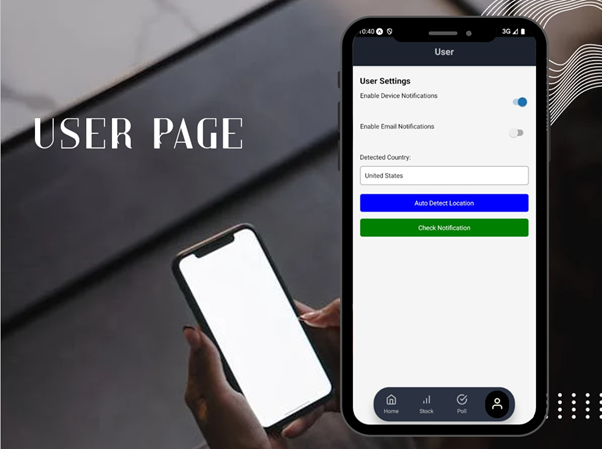 USER PAGE
10:40
3G
User
User Settings
Enable Device Notifications
Enable Email Notifications
Detected Country:
United States
Auto Detect Location
Check Notification
Home Stock Poll